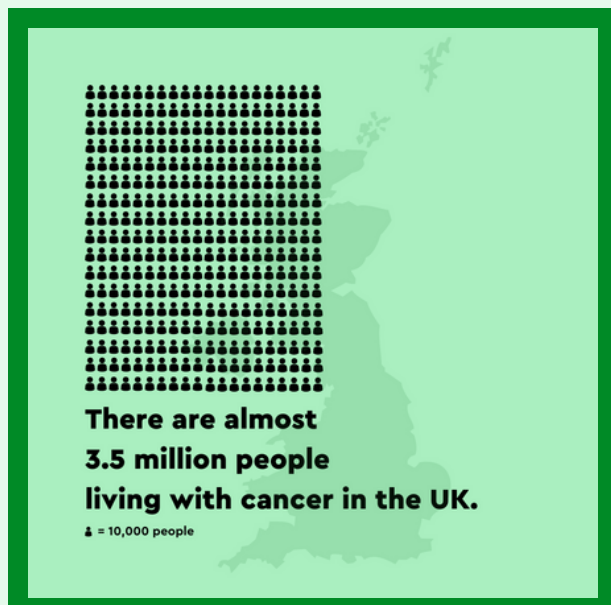 There are almost
3.5 million people
living with cancer in the UK.
= 10,000 people